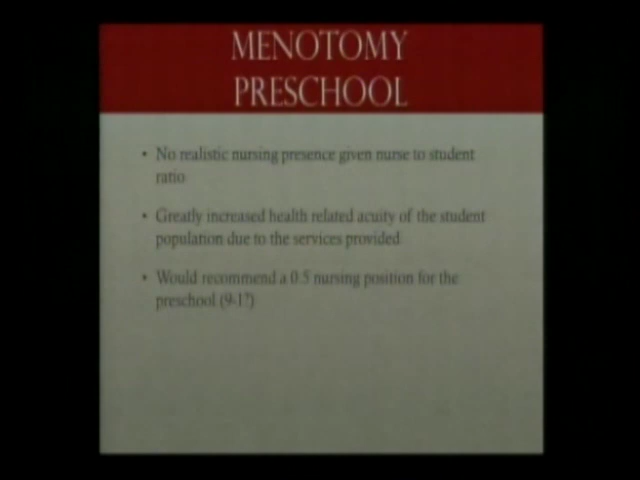 MENOTOMY
PRESCHOOL
• No realistic nursing presence given nurse to student
ratio
• Greatly increased health related acuity of the student
population due to the services provided.
• Would recommend a 0.5 nursing position for the
preschool (9-1?)